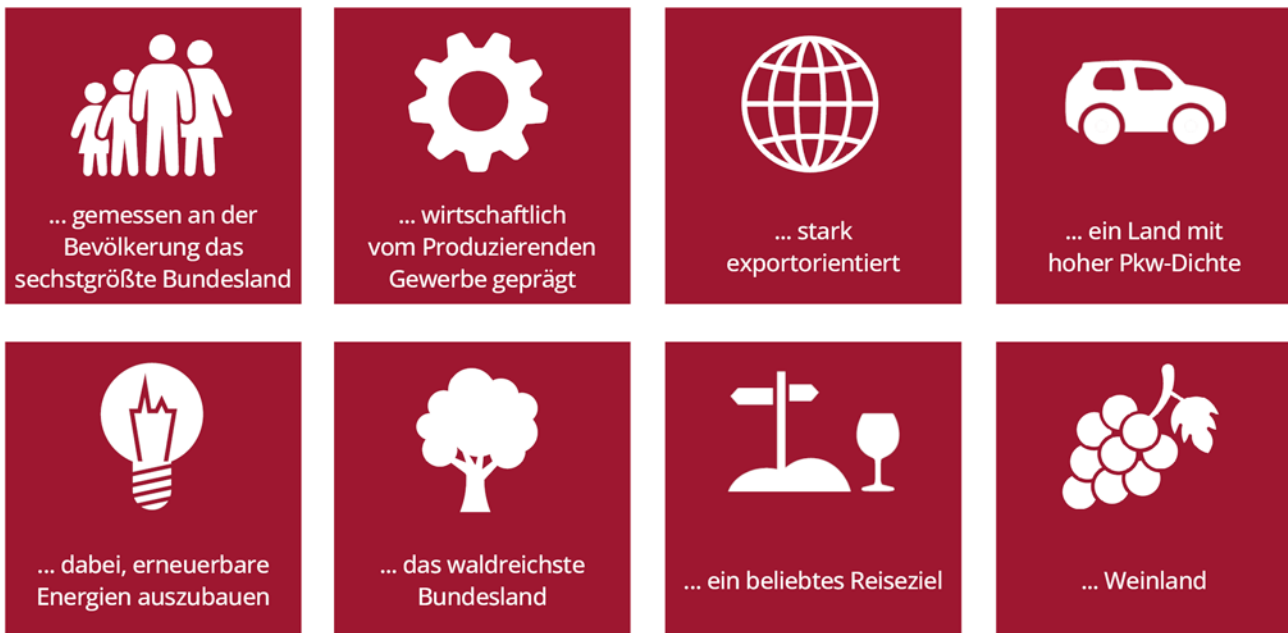 ... gemessen an der
Bevölkerung das
sechstgrößte Bundesland
... wirtschaftlich
vom Produzierenden
Gewerbe geprägt
... stark
exportorientiert
... ein Land mit
hoher Pkw-Dichte
... dabei, erneuerbare
Energien auszubauen
... das waldreichste
Bundesland
... ein beliebtes Reiseziel
... Weinland